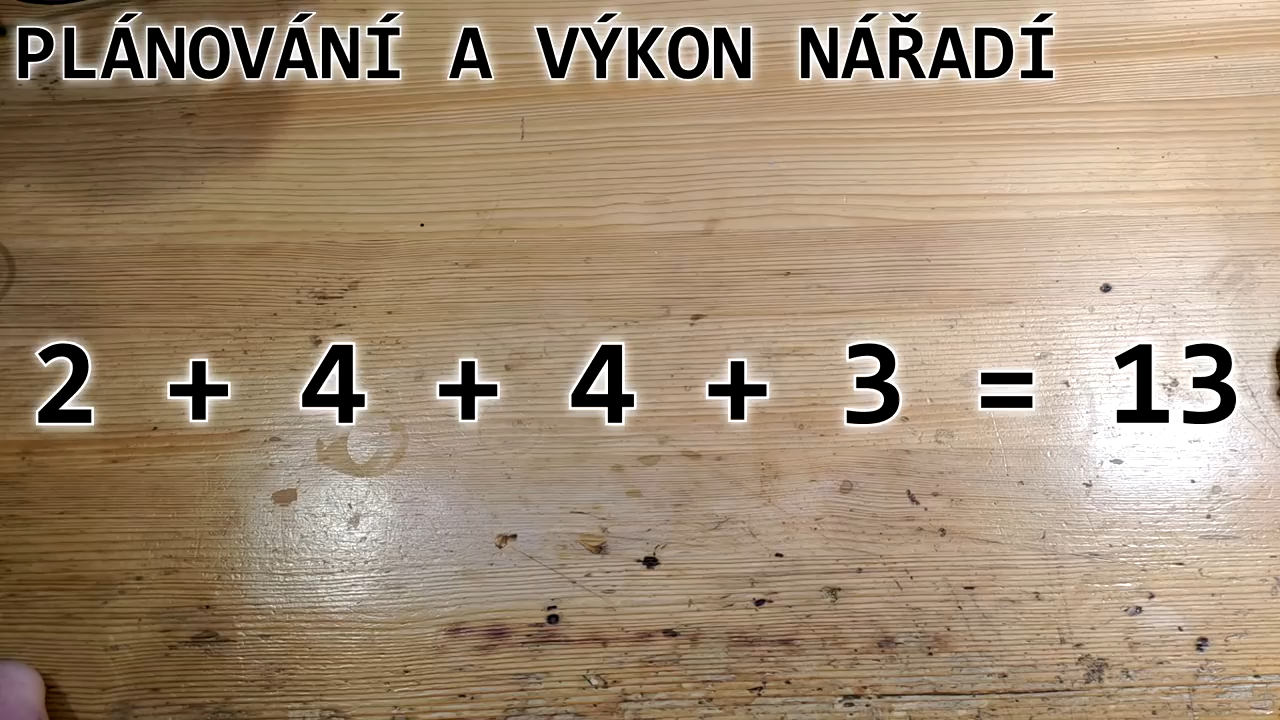 PLÁNOVÁNÍ A VÝKON NÁŘADÍ
2 + 4 + 4 + 3 = 13